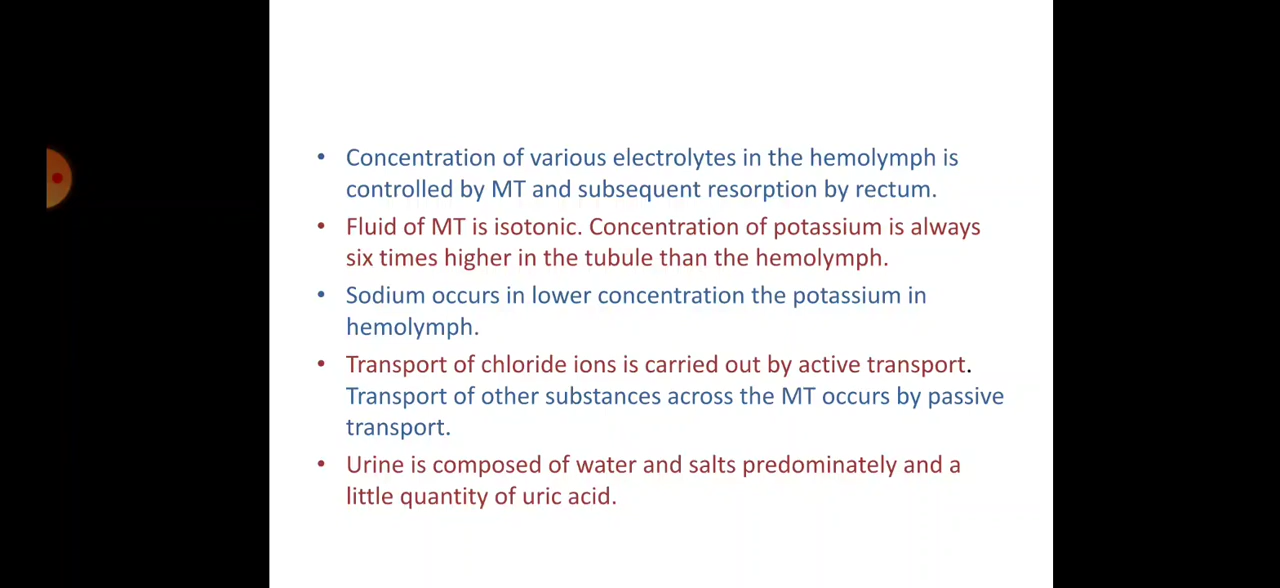 • Concentration of various electrolytes in the hemolymph is
controlled by MT and subsequent resorption by rectum.
• Fluid of MT is isotonic. Concentration of potassium is always
six times higher in the tubule than the hemolymph.
• Sodium occurs in lower concentration the potassium in
hemolymph.
• Transport of chloride ions is carried out by active transport.
Transport of other substances across the MT occurs by passive
transport.
• Urine is composed of water and salts predominately and a
little quantity of uric acid.